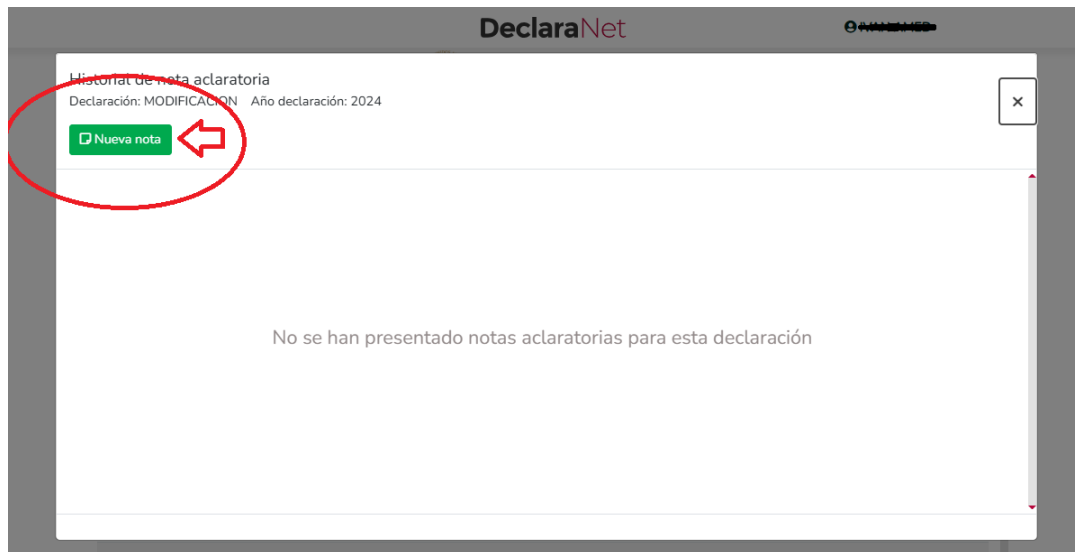 DeclaraNet
Historial de nota aclaratoria
Declaración: MODIFICACION Año declaración: 2024
Nueva nota
No se han presentado notas aclaratorias para esta declaración